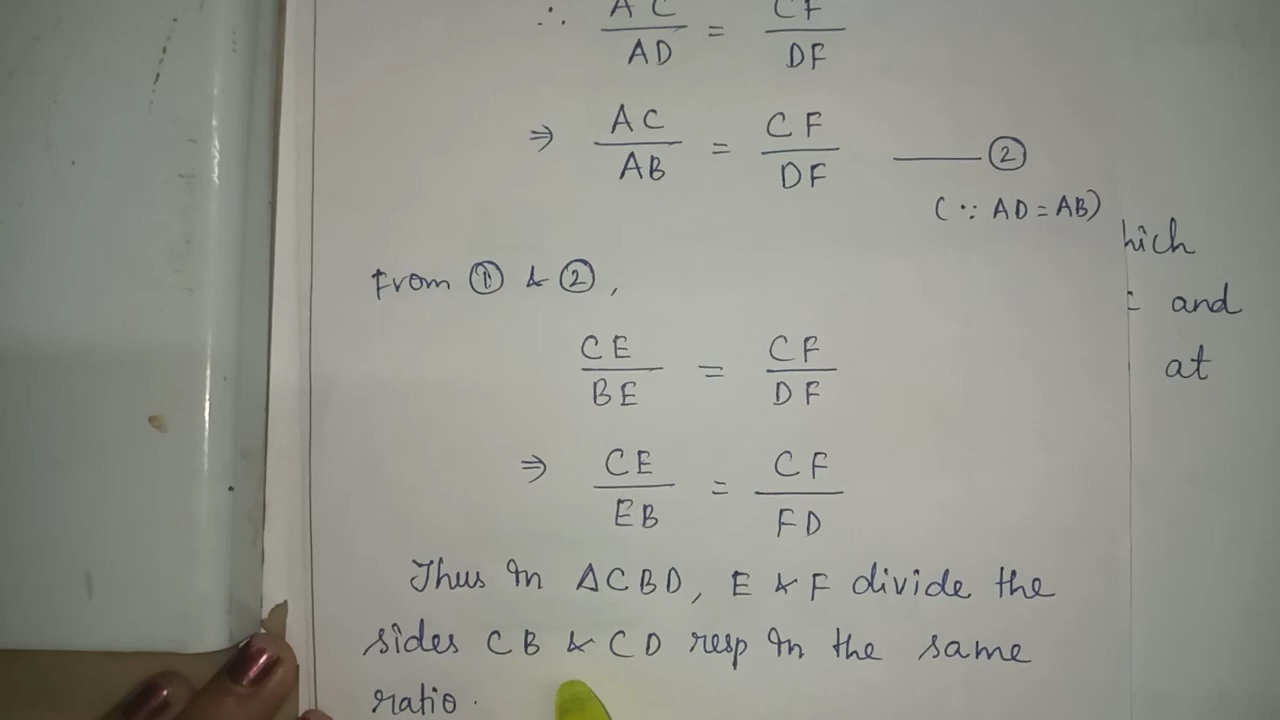 ∴ AC/AD = CF/DF
⇒ AC/AB = CF/DF —— ②
(∵ AD = AB)
hich
and
at
From ① & ②,
CE/BE = CF/DF
⇒ CE/EB = CF/FD
Thus in ΔCBD, E & F divide the
sides CB & CD resp in the same
ratio.